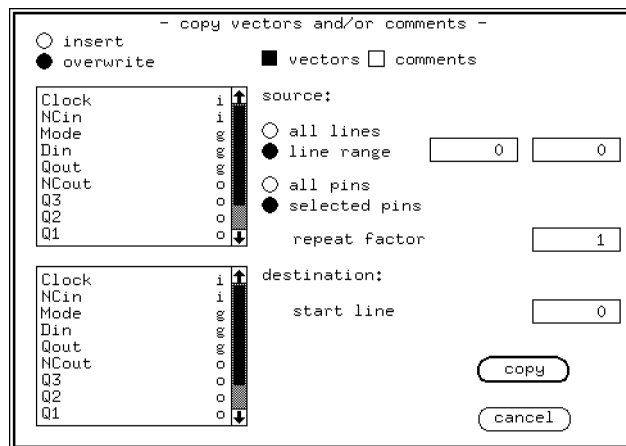 – copy vectors and/or comments –
insert
overwrite
vectors comments
Clock i
NCin i
Mode g
Din g
Qout g
NCout o
Q3 o
Q2 o
Q1 o
source:
all lines
line range 0 0
all pins
selected pins
repeat factor 1
Clock i
NCin i
Mode g
Din g
Qout g
NCout o
Q3 o
Q2 o
Q1 o
destination:
start line 0
copy
cancel